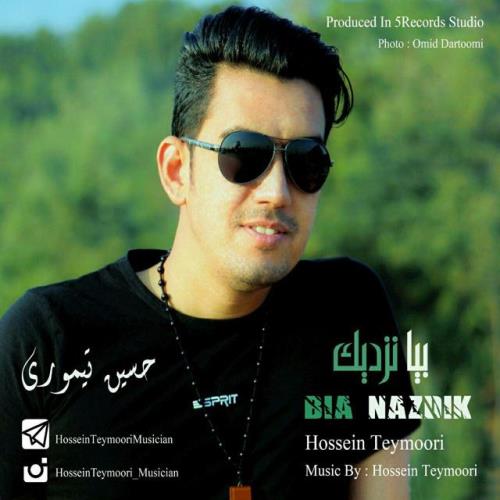 Produced In 5Records Studio
Photo : Omid Dartoomi
حسین تیموری
بیا نزدیک
BIA NAZDIK
ESPRIT
HosseinTeymooriMusician
Hossein Teymoori
HosseinTeymoori_Musician
Music By : Hossein Teymoori